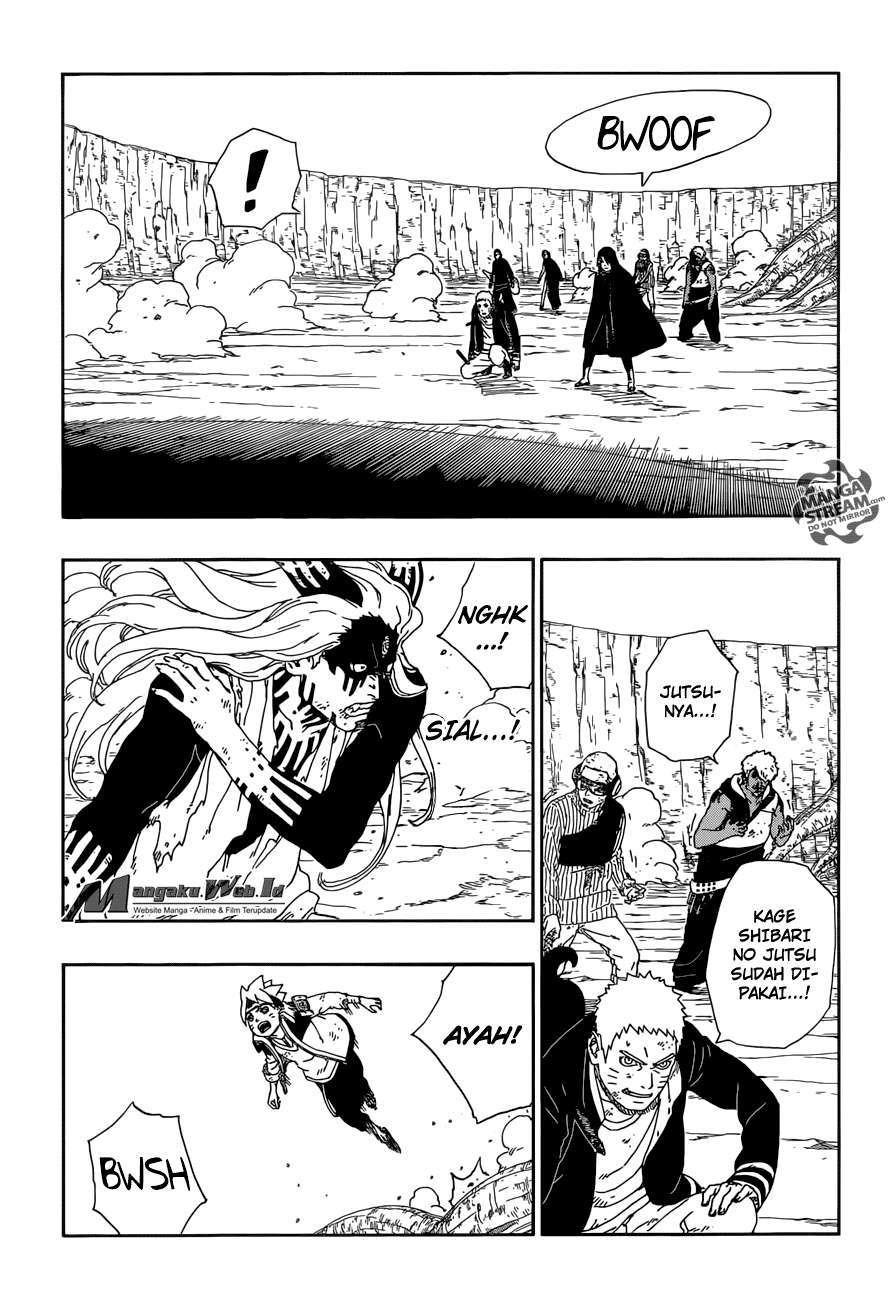 BWOOF
!
MANGA
STREAM.com
DO NOT MIRROR
JUTSU-
NYA...!
KAGE
SHIBARI
NO JUTSU
SUDAH DI-
PAKAI...!
NGHK
...!
SIAL...!
Mangaku.Web.Id
Website Manga - Anime & Film Terupdate
AYAH!
BWSH